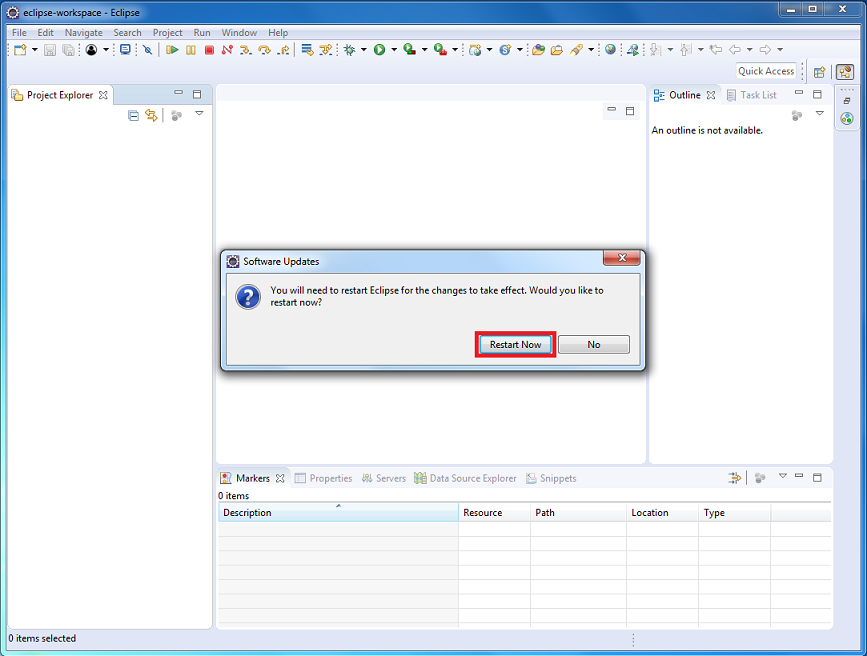 eclipse-workspace - Eclipse
File Edit Navigate Search Project Run Window Help
Quick Access
Project Explorer
Outline Task List
An outline is not available.
Software Updates
You will need to restart Eclipse for the changes to take effect. Would you like to
restart now?
Restart Now No
Markers Properties Servers Data Source Explorer Snippets
0 items
Description Resource Path Location Type
0 items selected